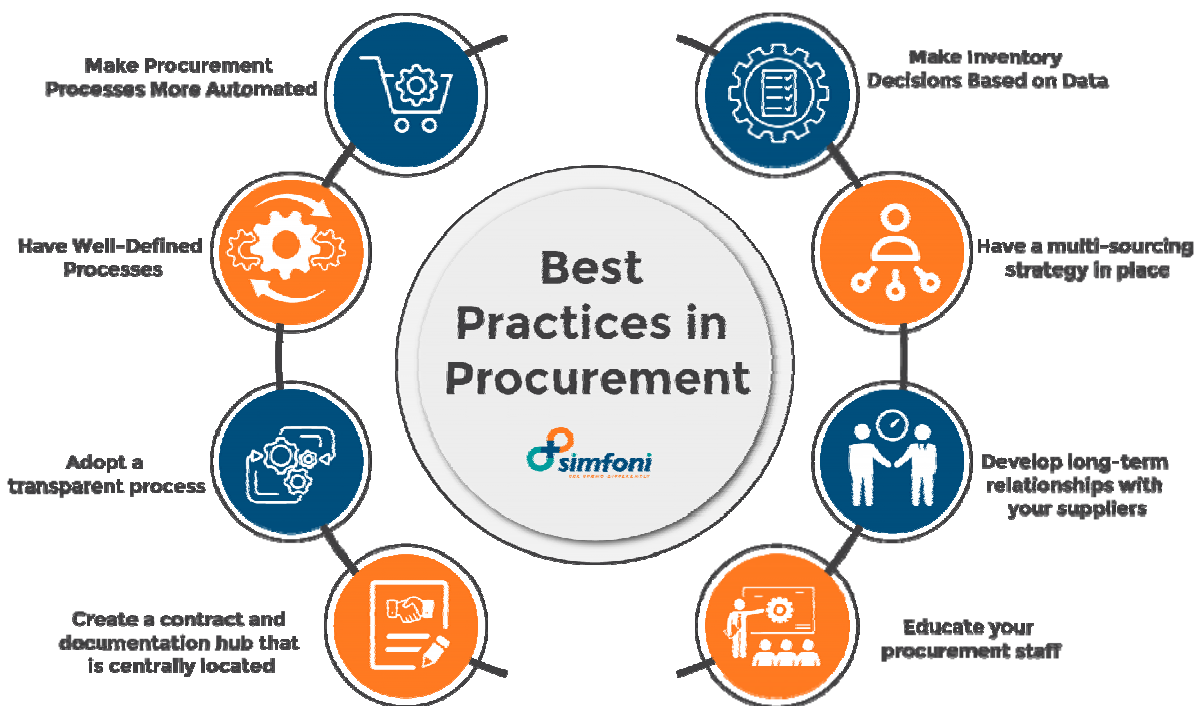 Make Procurement
Processes More Automated
Have Well-Defined
Processes
Adopt a
transparent process
Create a contract and
documentation hub that
is centrally located
Best
Practices in
Procurement
simfoni
Make Inventory
Decisions Based on Data
Have a multi-sourcing
strategy in place
Develop long-term
relationships with
your suppliers
Educate your
procurement staff